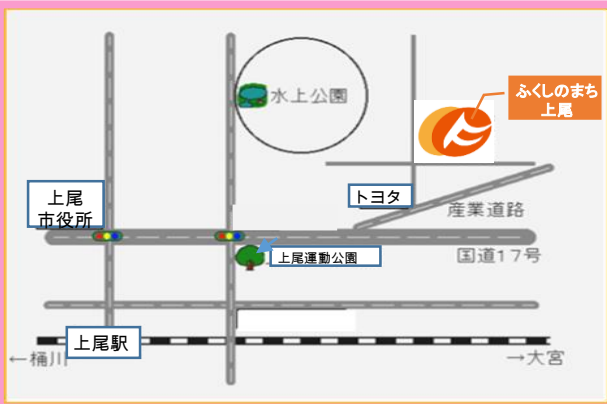 水上公園
ふくしのまち
上尾
上尾
市役所
トヨタ
産業道路
上尾運動公園
国道17号
上尾駅
←桶川
→大宮